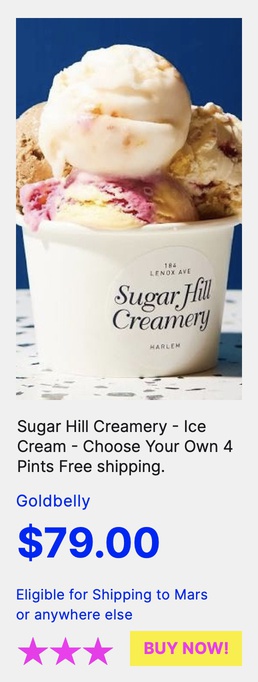 184
LENOX AVE
Sugar Hill
Creamery
HARLEM
Sugar Hill Creamery - Ice
Cream - Choose Your Own 4
Pints Free shipping.
Goldbelly
$79.00
Eligible for Shipping to Mars
or anywhere else
BUY NOW!